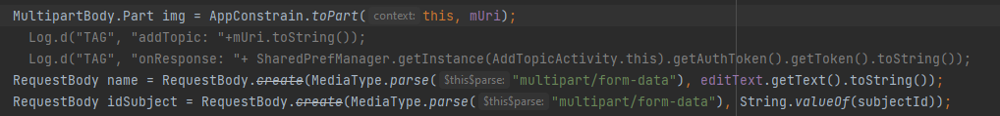 MultipartBody.Part img = AppConstrain.toPart( context: this, mUri);
Log.d("TAG", "addTopic: "+mUri.toString());
Log.d("TAG", "onResponse: "+ SharedPrefManager.getInstance(AddTopicActivity.this).getAuthToken().getToken().toString());
RequestBody name = RequestBody.create(MediaType.parse( $this$parse: "multipart/form-data"), editText.getText().toString());
RequestBody idSubject = RequestBody.create(MediaType.parse( $this$parse: "multipart/form-data"), String.valueOf(subjectId));